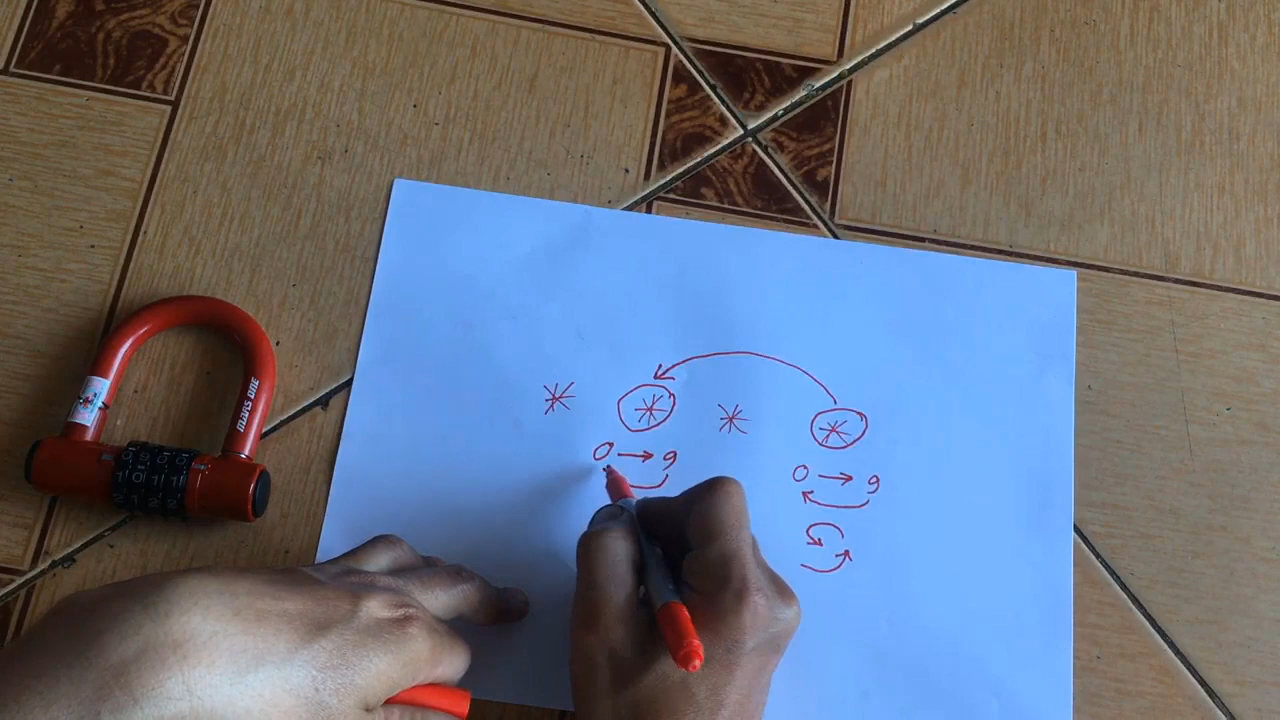 MARS ONE
* * * *
0 → 9
0 → 9